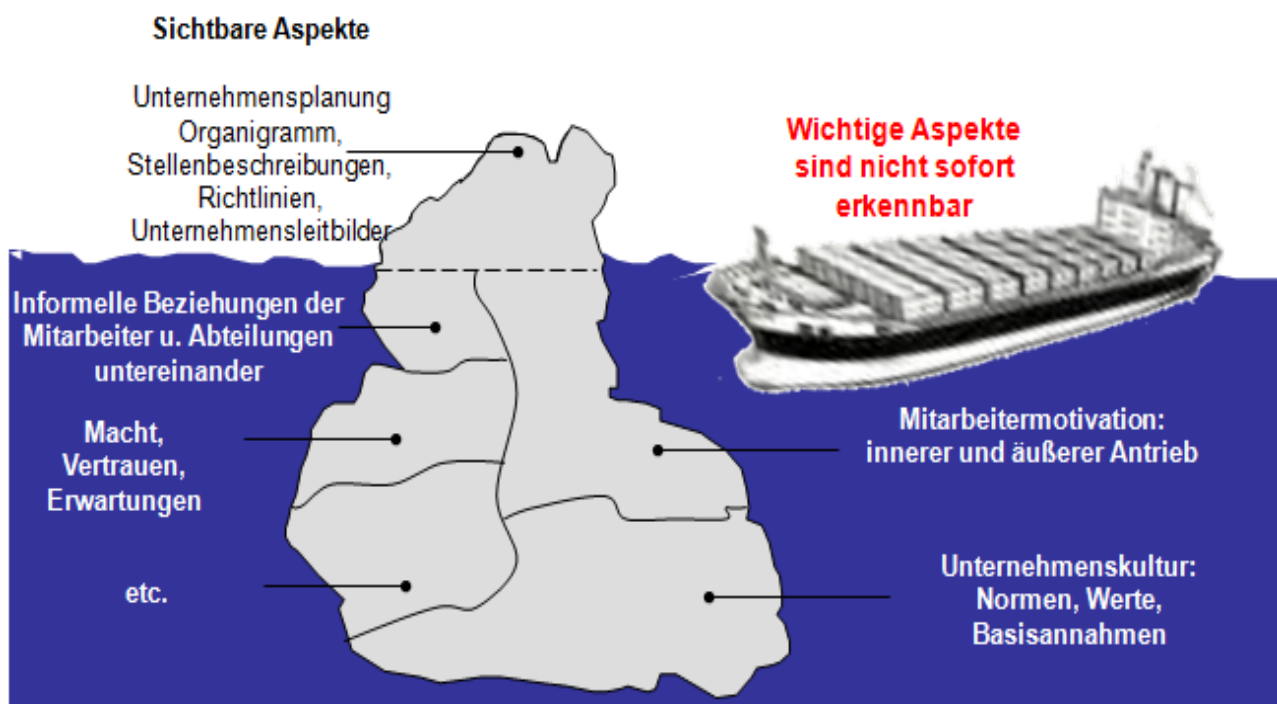 Sichtbare Aspekte
Unternehmensplanung
Organigramm,
Stellenbeschreibungen,
Richtlinien,
Unternehmensleitbilder
Wichtige Aspekte
sind nicht sofort
erkennbar
Informelle Beziehungen der
Mitarbeiter u. Abteilungen
untereinander
Macht,
Vertrauen,
Erwartungen
etc.
Mitarbeitermotivation:
innerer und äußerer Antrieb
Unternehmenskultur:
Normen, Werte,
Basisannahmen